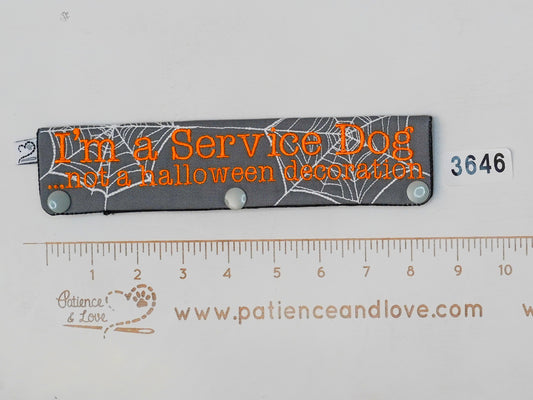 I'm a Service Dog
...not a halloween decoration
3646
1 2 3 4 5 6 7 8 9 10
Patience
& Love
www.patienceandlove.com
w